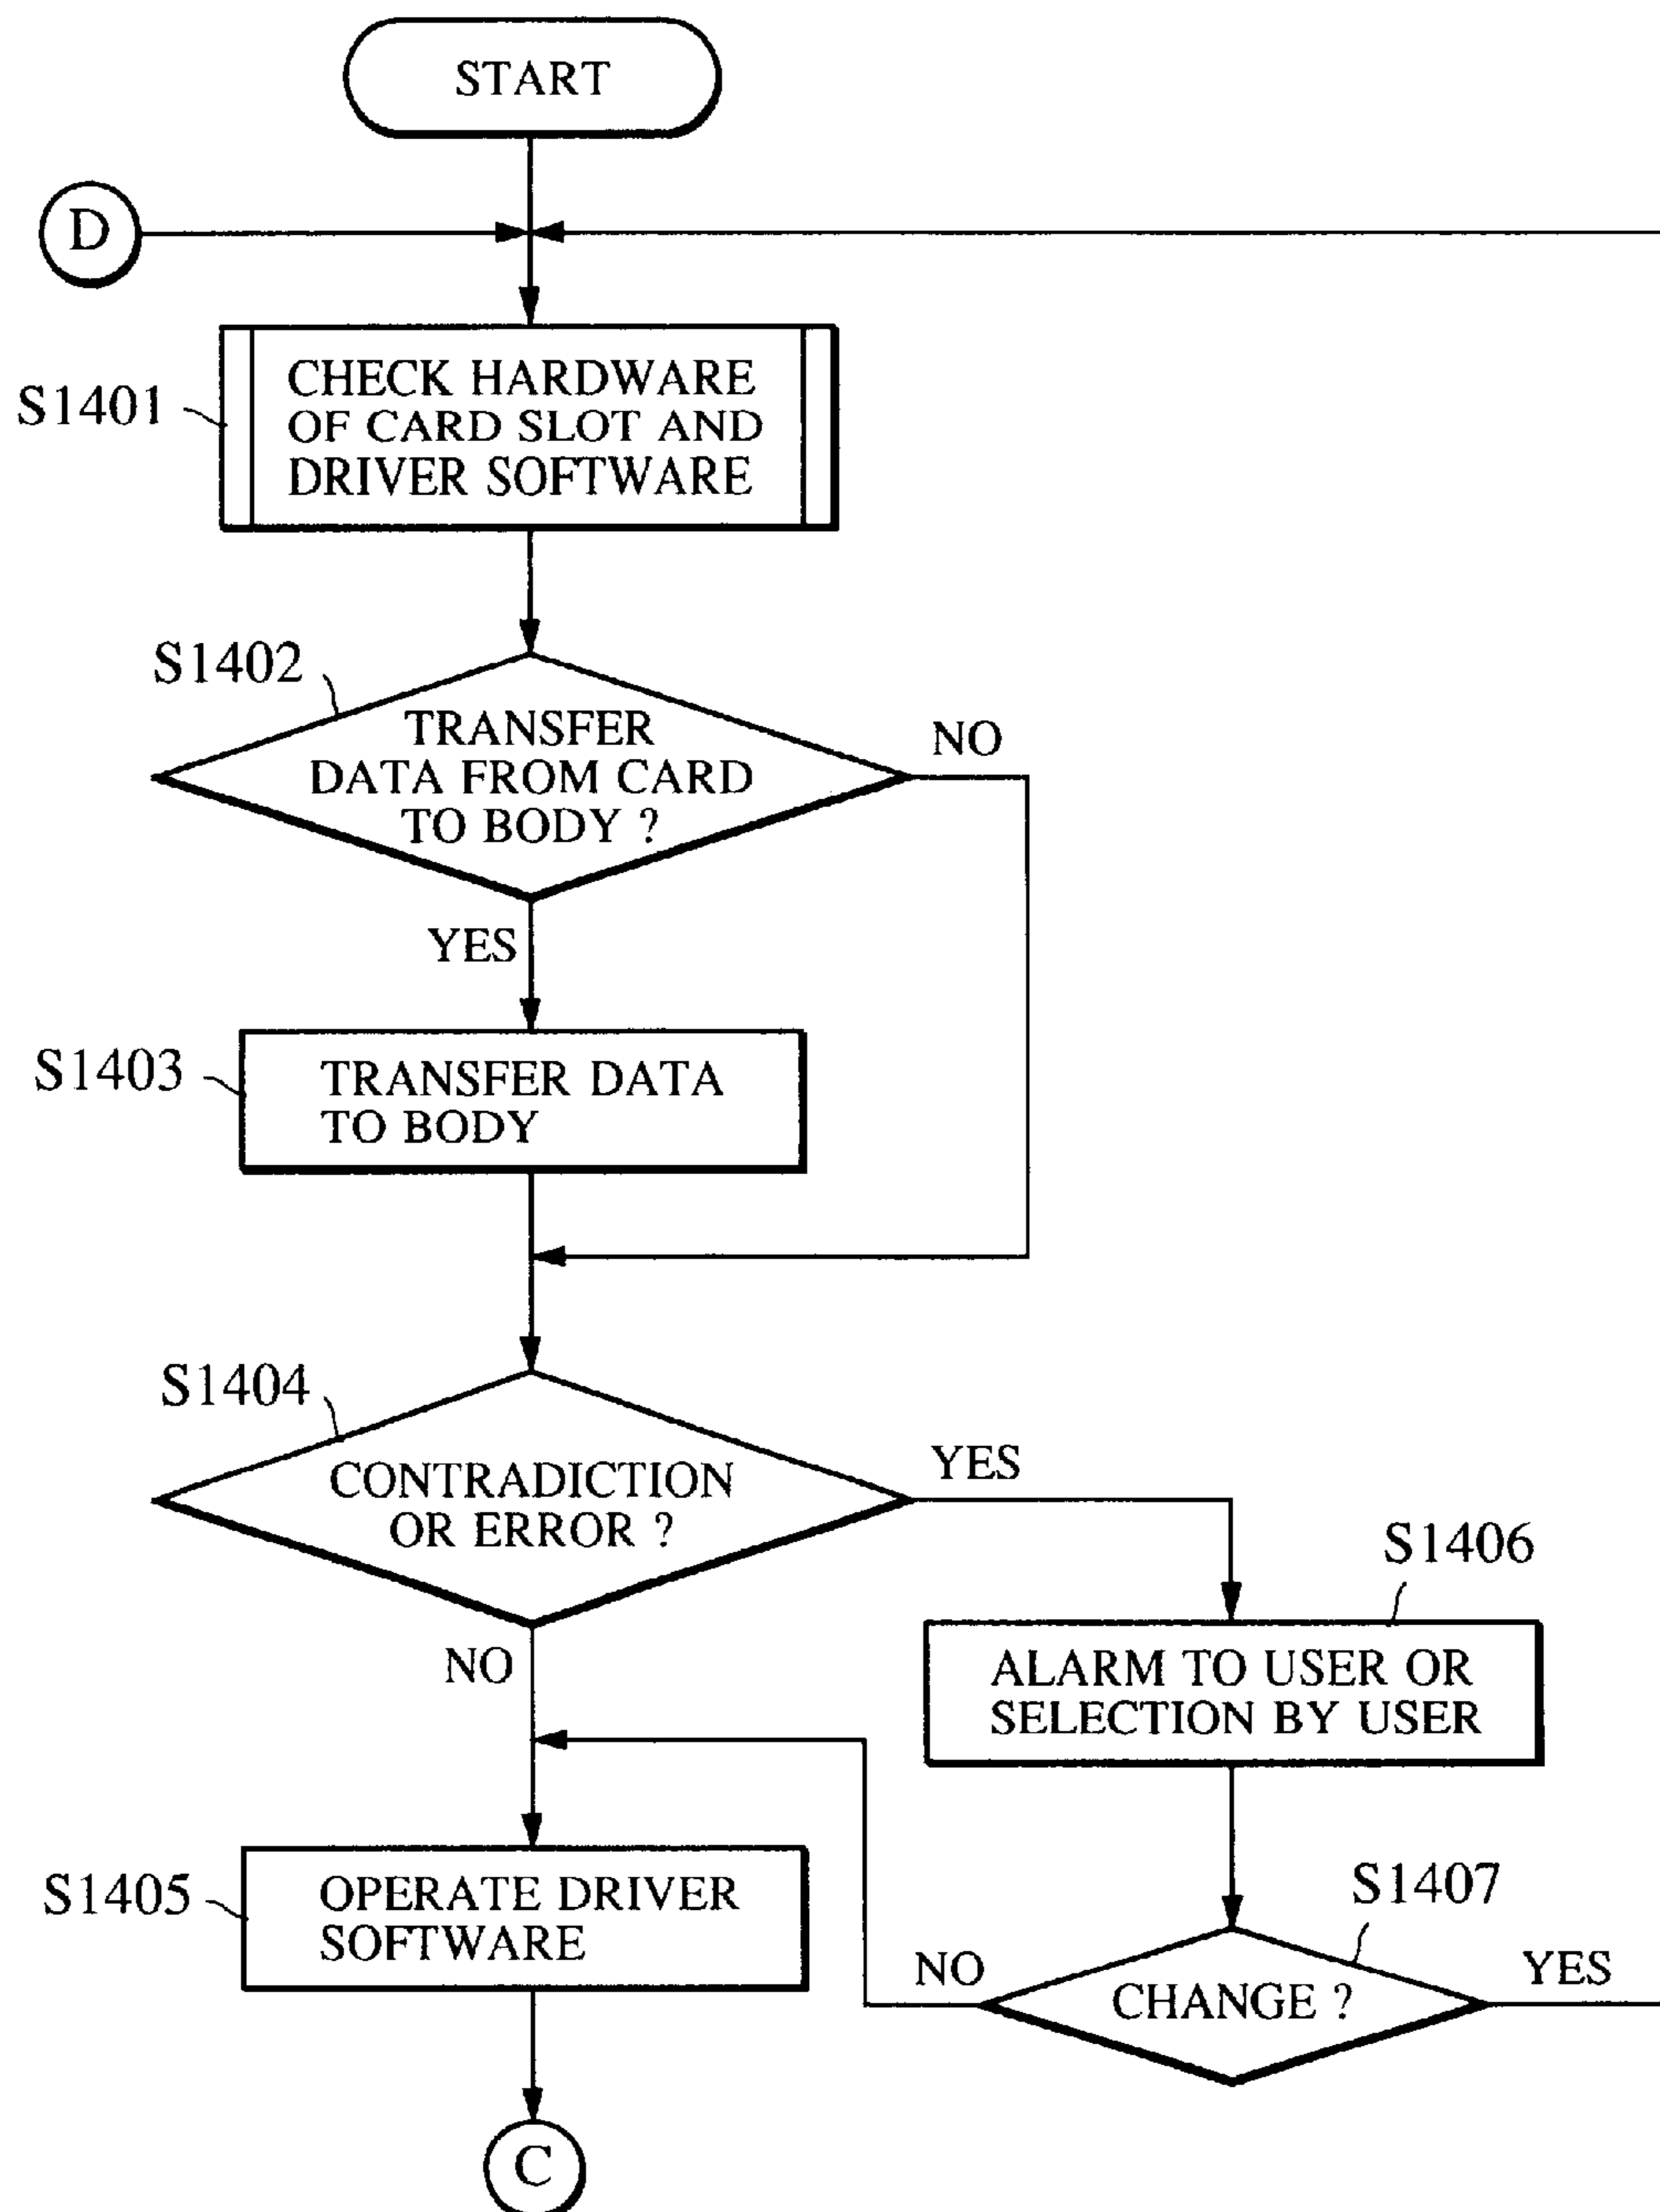 START
D
S1401
CHECK HARDWARE
OF CARD SLOT AND
DRIVER SOFTWARE
S1402
TRANSFER
DATA FROM CARD
TO BODY ?
NO
YES
S1403
TRANSFER DATA
TO BODY
S1404
CONTRADICTION
OR ERROR ?
YES
NO
S1406
ALARM TO USER OR
SELECTION BY USER
S1405
OPERATE DRIVER
SOFTWARE
S1407
CHANGE ?
NO
YES
C